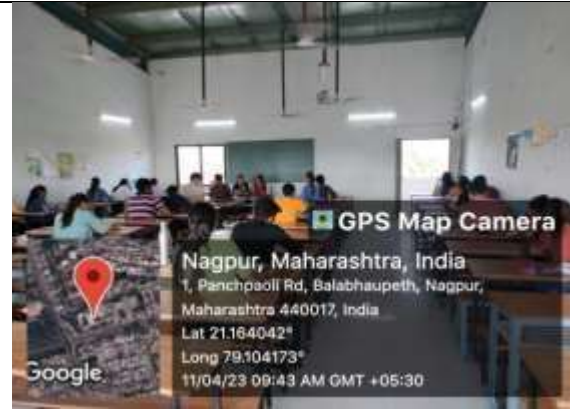 GPS Map Camera
Nagpur, Maharashtra, India
1, Panchpaoli Rd, Balabhaupeth, Nagpur,
Maharashtra 440017, India
Lat 21.164042°
Long 79.104173°
11/04/23 09:43 AM GMT +05:30
Google